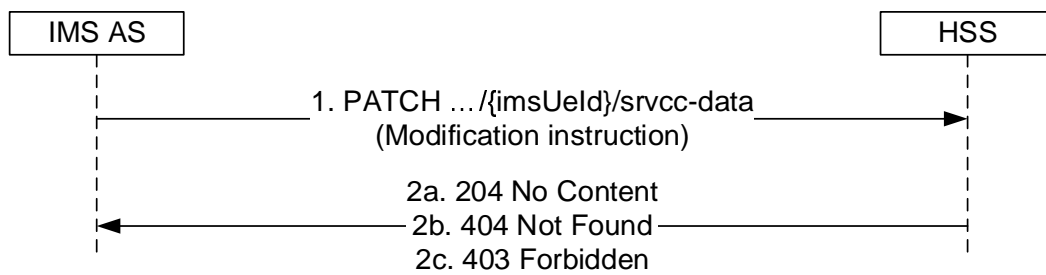 IMS AS
HSS
1. PATCH …/{imsUeId}/srvcc-data
(Modification instruction)
2a. 204 No Content
2b. 404 Not Found
2c. 403 Forbidden